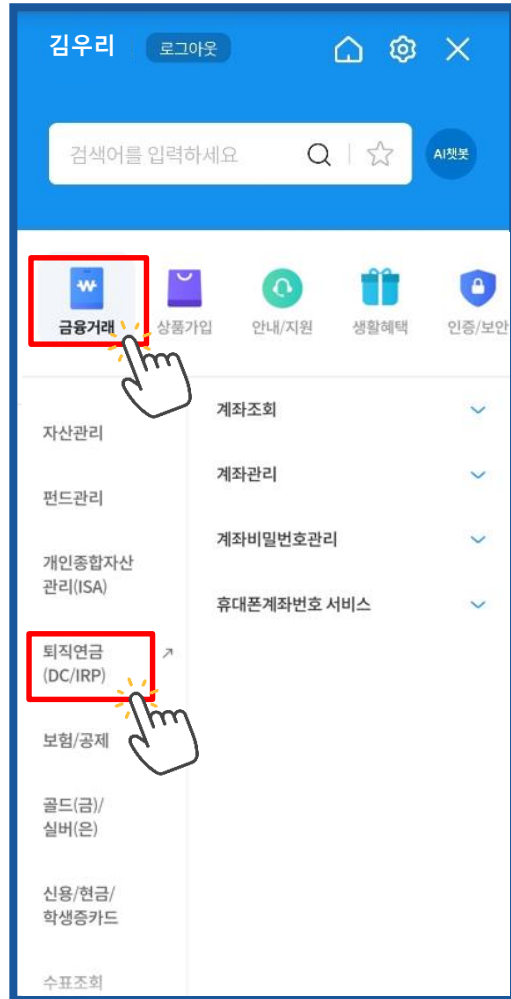 김우리 로그아웃
검색어를 입력하세요 AI챗봇
금융거래 상품가입 안내/지원 생활혜택 인증/보안
계좌조회
자산관리
계좌관리
펀드관리
계좌비밀번호관리
개인종합자산
관리(ISA)
휴대폰계좌번호 서비스
퇴직연금
(DC/IRP)
보험/공제
골드(금)/
실버(은)
신용/현금/
학생증카드
수표조회